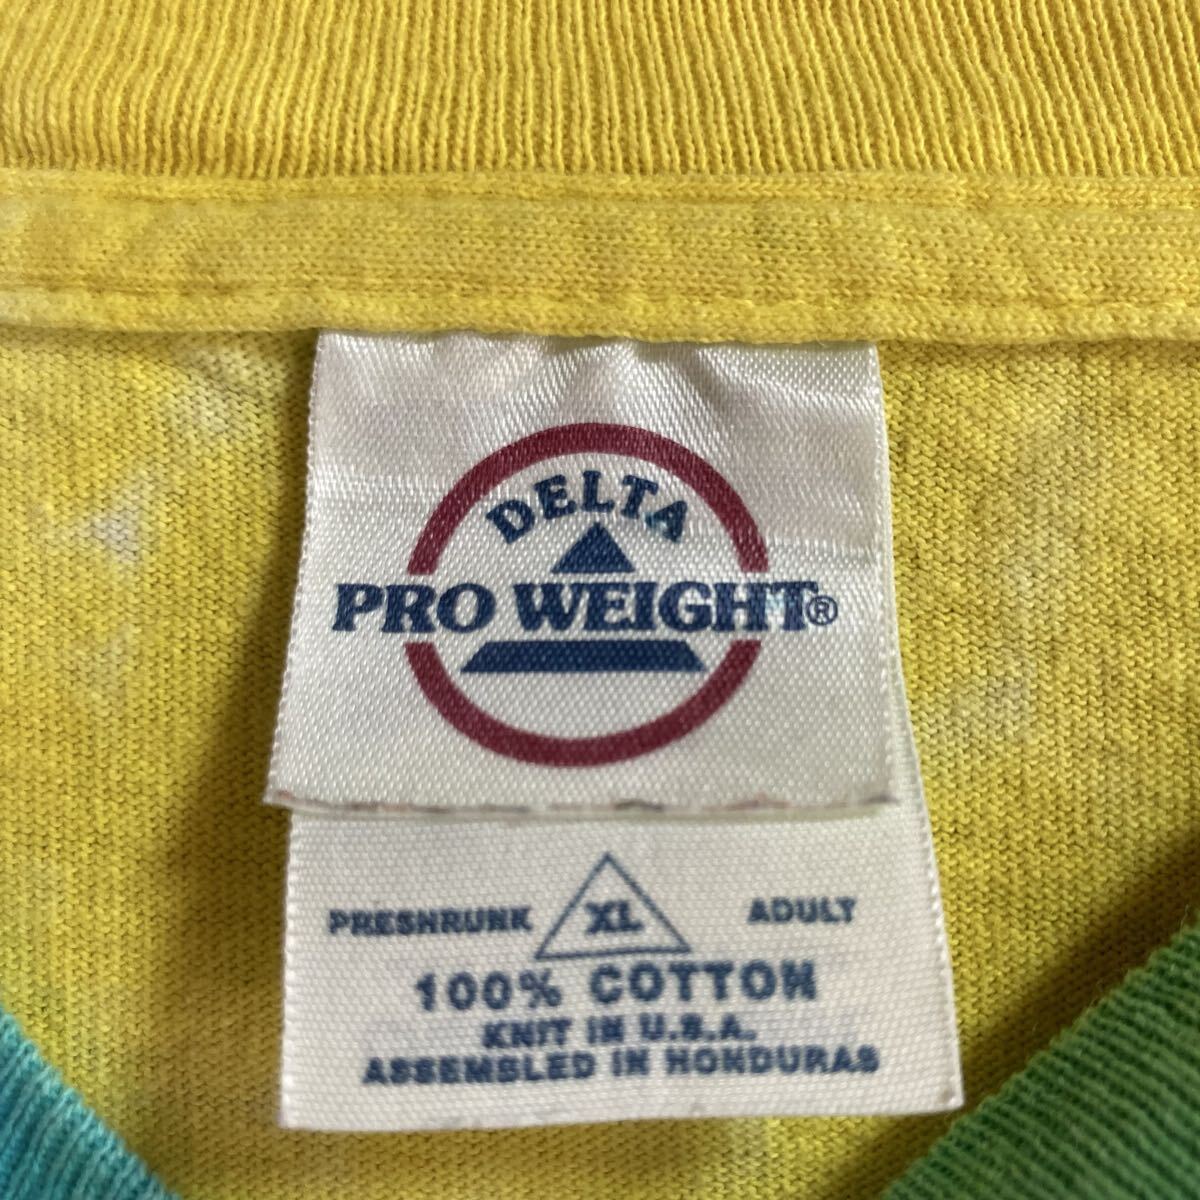 DELTA
PRO WEIGHT®
PRESHRUNK XL ADULT
100% COTTON
KNIT IN U.S.A.
ASSEMBLED IN HONDURAS